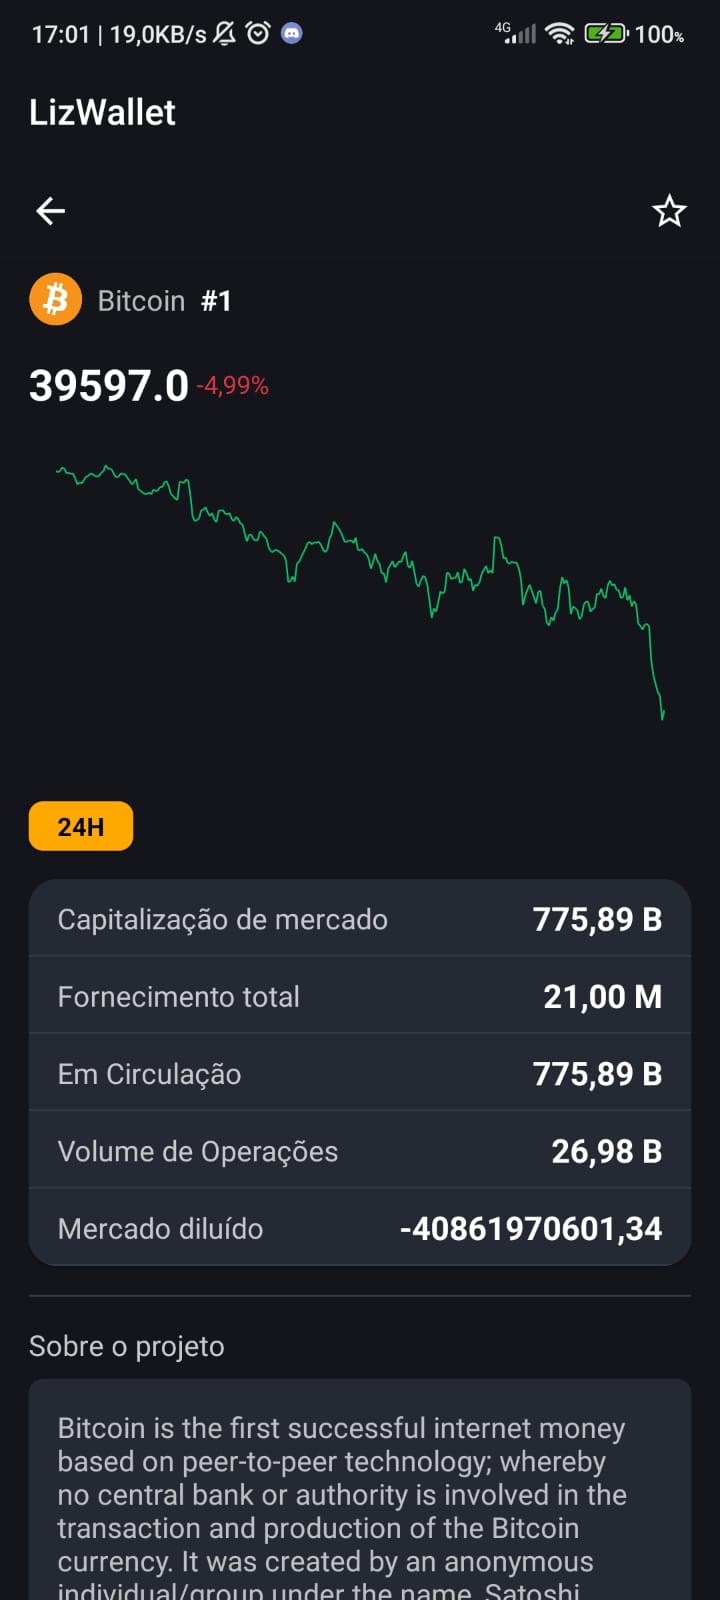 17:01 | 19,0KB/s 4G 100%
LizWallet
Bitcoin #1
39597.0 -4,99%
24H
Capitalização de mercado 775,89 B
Fornecimento total 21,00 M
Em Circulação 775,89 B
Volume de Operações 26,98 B
Mercado diluído -40861970601,34
Sobre o projeto
Bitcoin is the first successful internet money
based on peer-to-peer technology; whereby
no central bank or authority is involved in the
transaction and production of the Bitcoin
currency. It was created by an anonymous
individual/group under the name, Satoshi